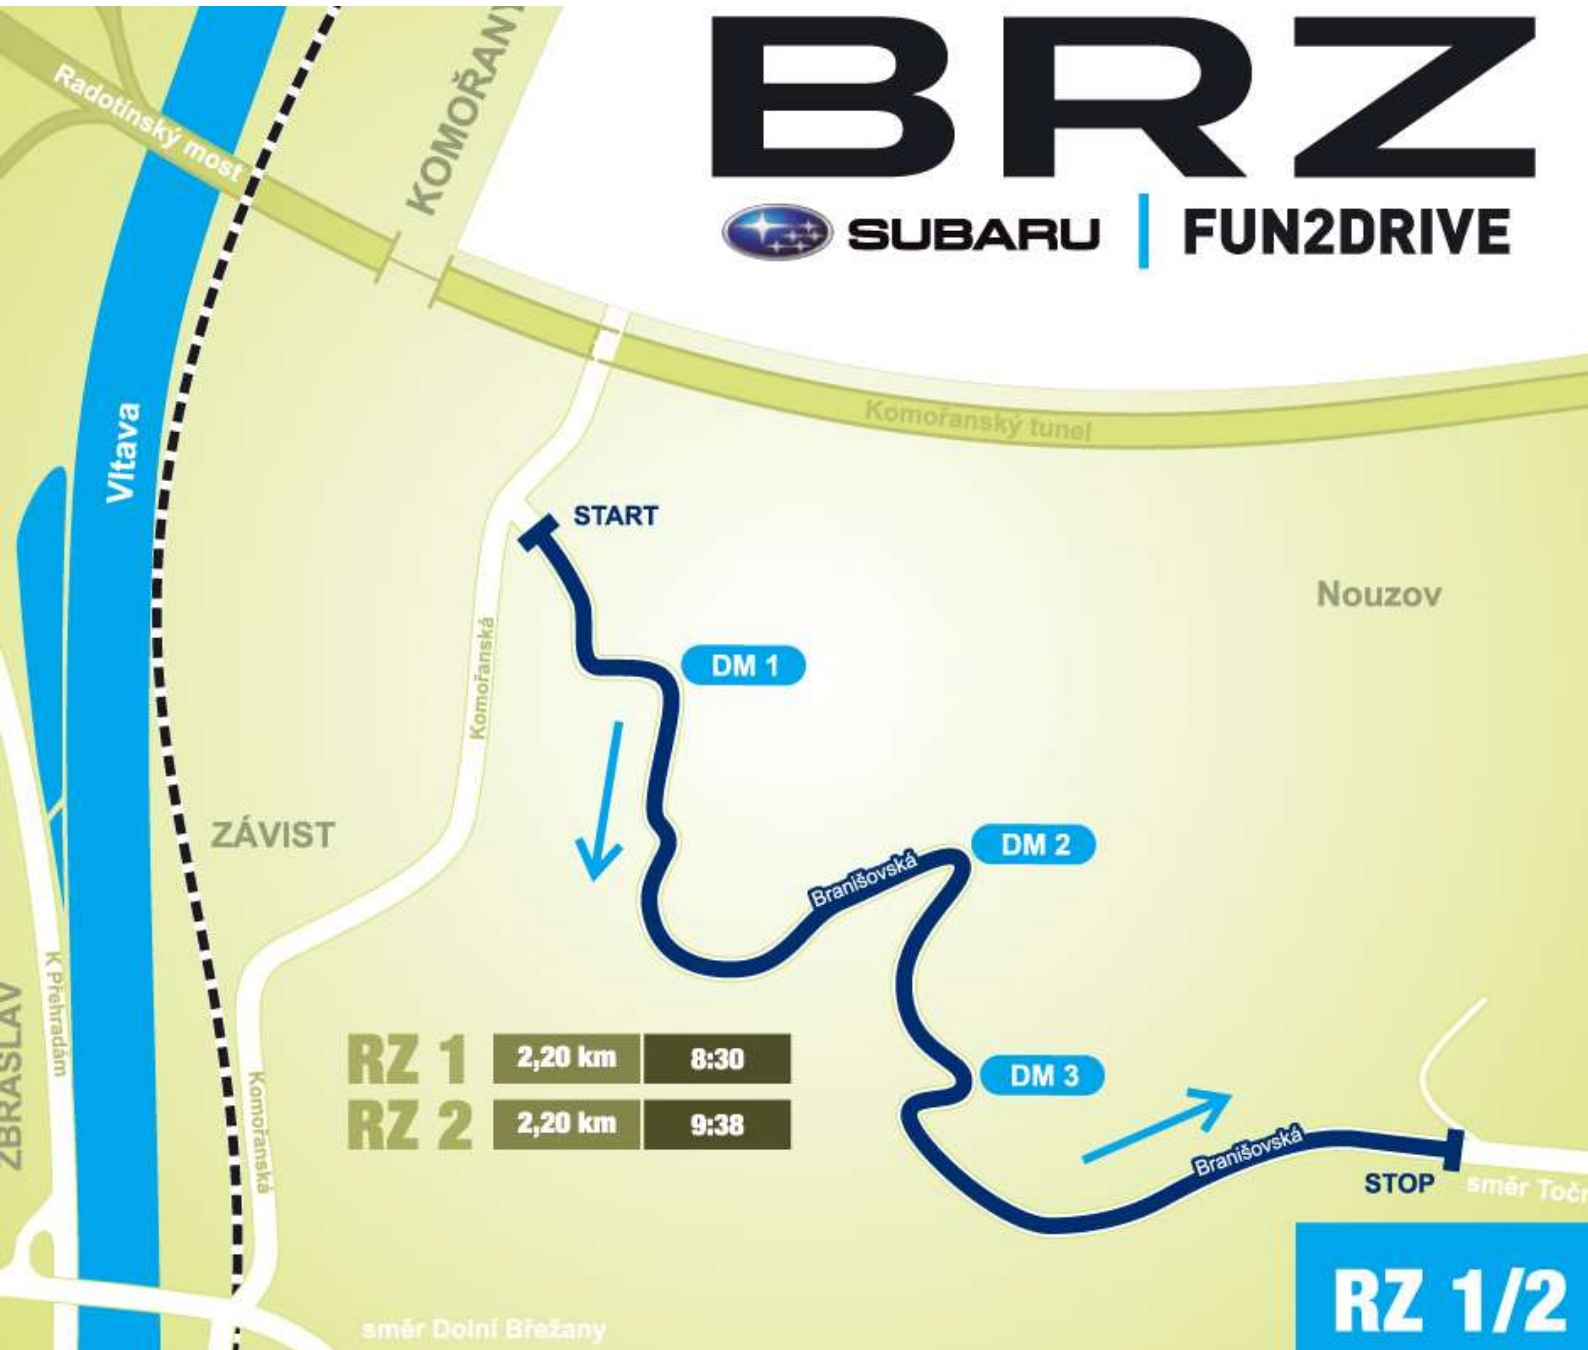 BRZ
SUBARU | FUN2DRIVE
KOMOŘANY
Radotínský most
Komořanský tunel
Vltava
START
Nouzov
Komořanská
DM 1
ZÁVIST
DM 2
Branišovská
K Přehradám
ZBRASLAV
RZ 1 2,20 km 8:30
RZ 2 2,20 km 9:38
DM 3
Komořanská
Branišovská
STOP
směr Točn
RZ 1/2
směr Dolní Břežany